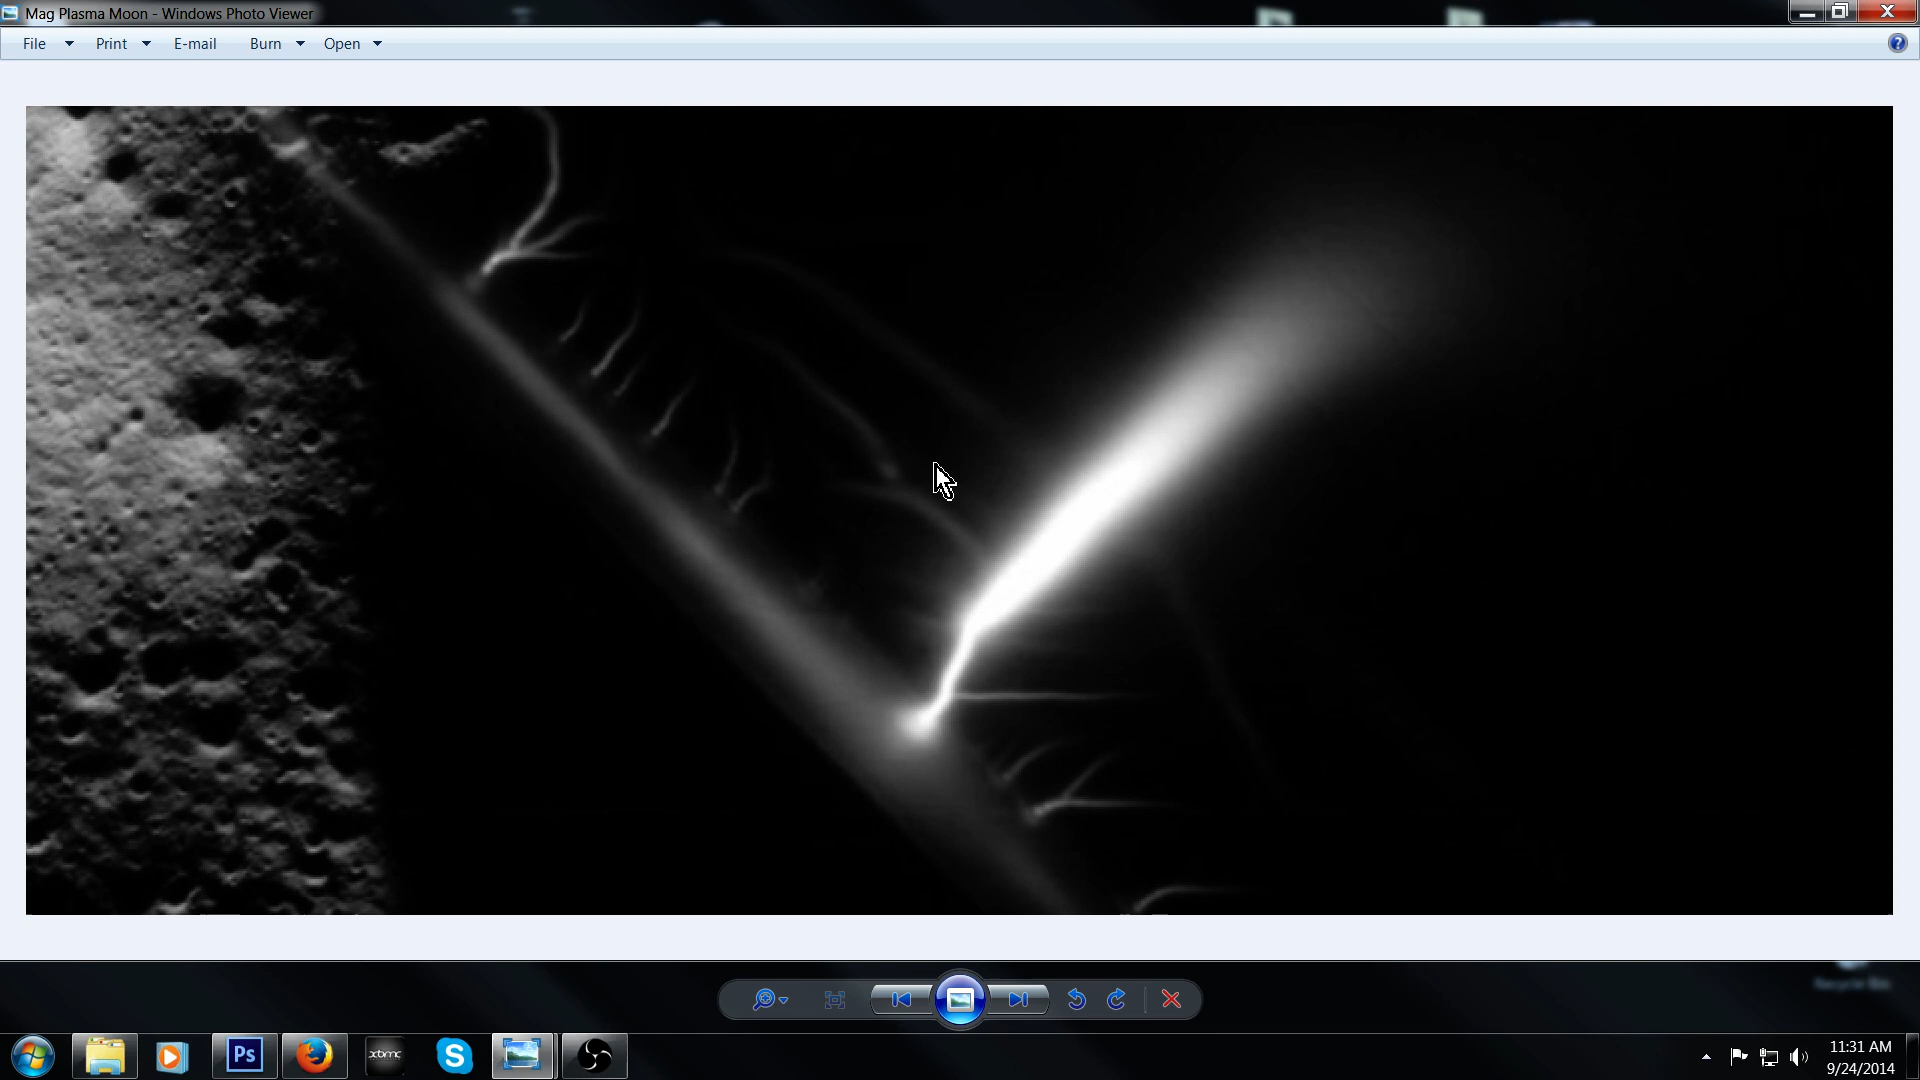 Mag Plasma Moon - Windows Photo Viewer
File Print E-mail Burn Open
Ps
xbmc
11:31 AM
9/24/2014